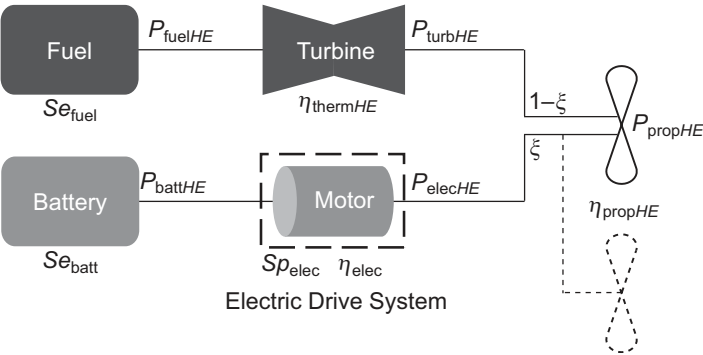 Fuel
P_fuelHE
Turbine
P_turbHE
Se_fuel
η_thermHE
1–ξ
P_propHE
ξ
Battery
P_battHE
Motor
P_elecHE
η_propHE
Se_batt
Sp_elec η_elec
Electric Drive System